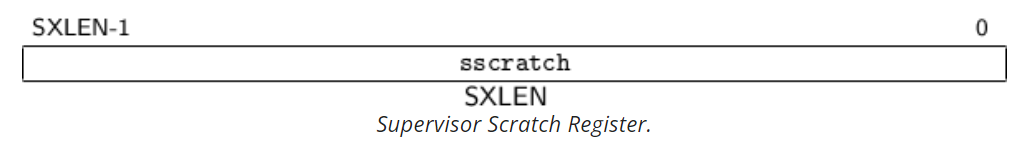 SXLEN-1 0
sscratch
SXLEN
Supervisor Scratch Register.